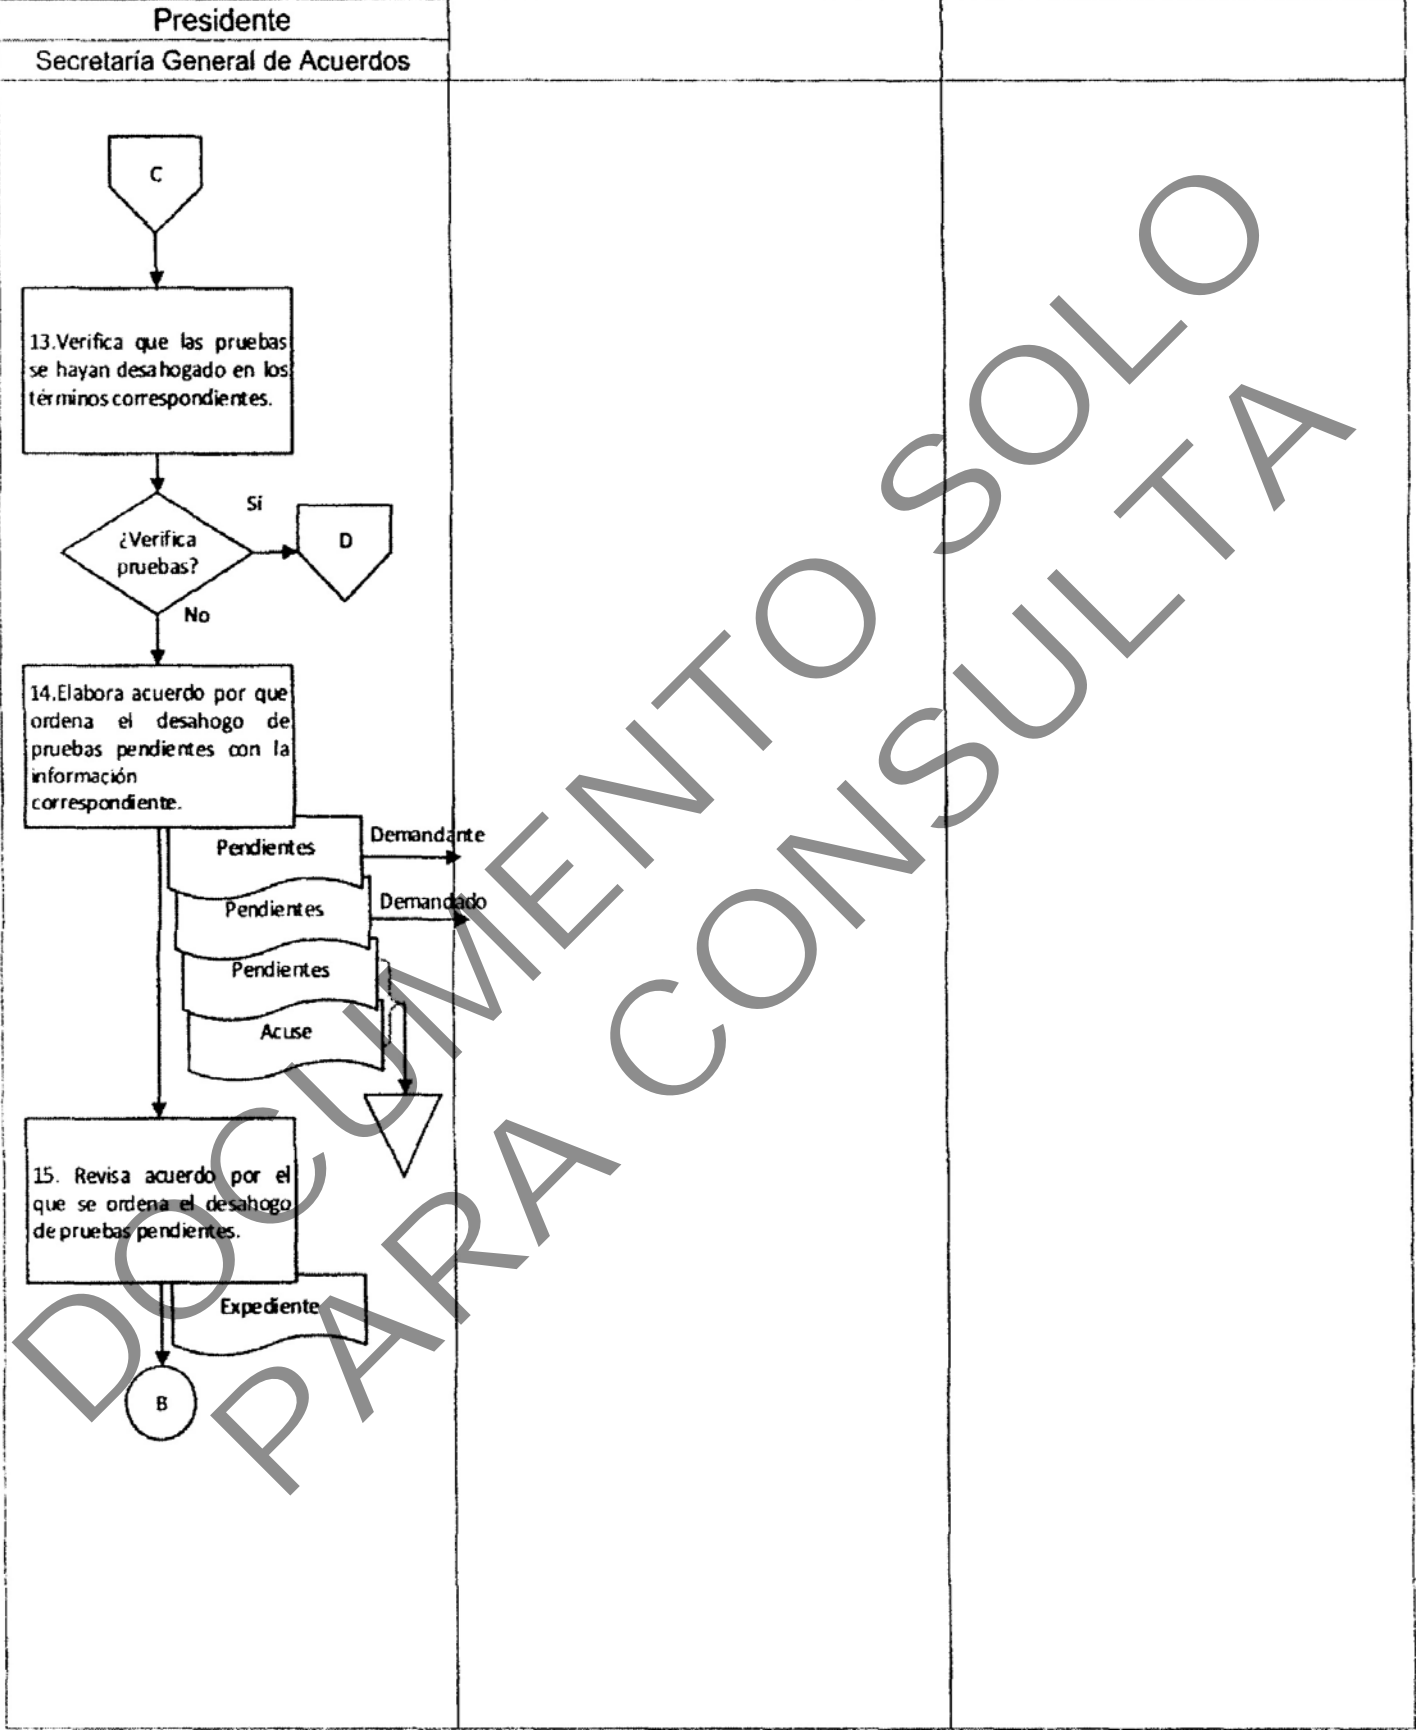 Presidente
Secretaría General de Acuerdos
C
13.Verifica que las pruebas
se hayan desahogado en los
términos correspondientes.
Sí
¿Verifica
pruebas?
D
No
14.Elabora acuerdo por que
ordena el desahogo de
pruebas pendientes con la
información
correspondiente.
Pendientes
Demandante
Pendientes
Demandado
Pendientes
Acuse
15. Revisa acuerdo por el
que se ordena el desahogo
de pruebas pendientes.
Expediente
B
DOCUMENTO SOLO
PARA CONSULTA